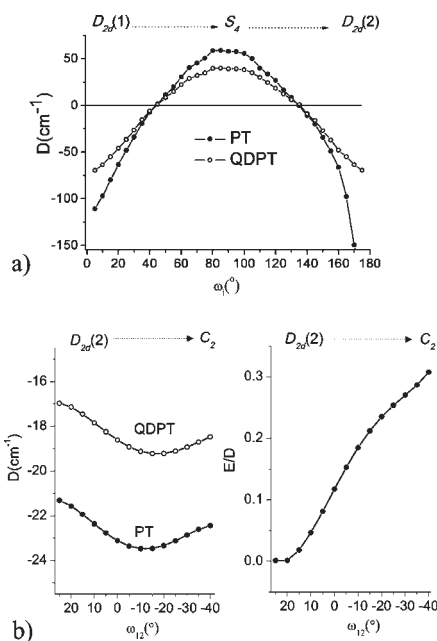 D2d(1) S4 D2d(2)
D(cm-1)
50
0
-50
-100
-150
PT
QDPT
0 20 40 60 80 100 120 140 160 180
ωi(°)
a)
D2d(2) C2
D(cm-1)
-16
-18
-20
-22
-24
QDPT
PT
20 10 0 -10 -20 -30 -40
ω12(°)
D2d(2) C2
E/D
0.3
0.2
0.1
0.0
20 10 0 -10 -20 -30 -40
ω12(°)
b)